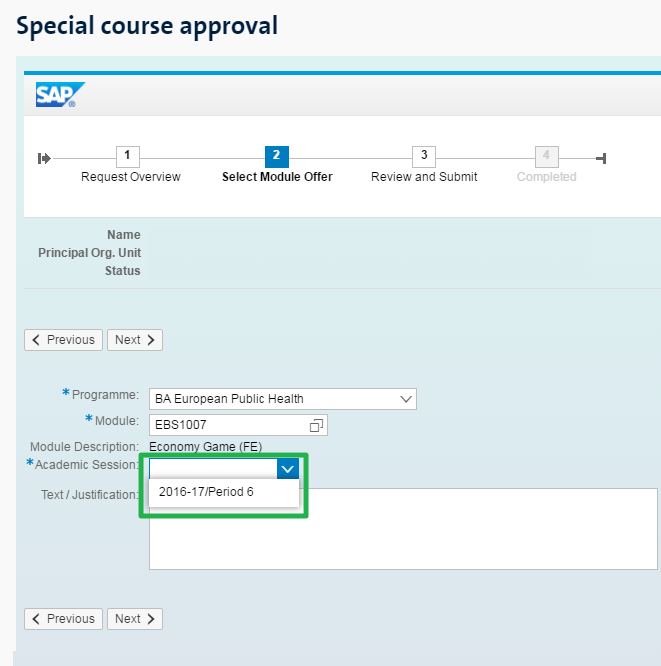 Special course approval
SAP®
1 2 3 4
Request Overview Select Module Offer Review and Submit Completed
Name
Principal Org. Unit
Status
Previous Next
*Programme: BA European Public Health
*Module: EBS1007
Module Description: Economy Game (FE)
*Academic Session:
2016-17/Period 6
Text / Justification:
Previous Next